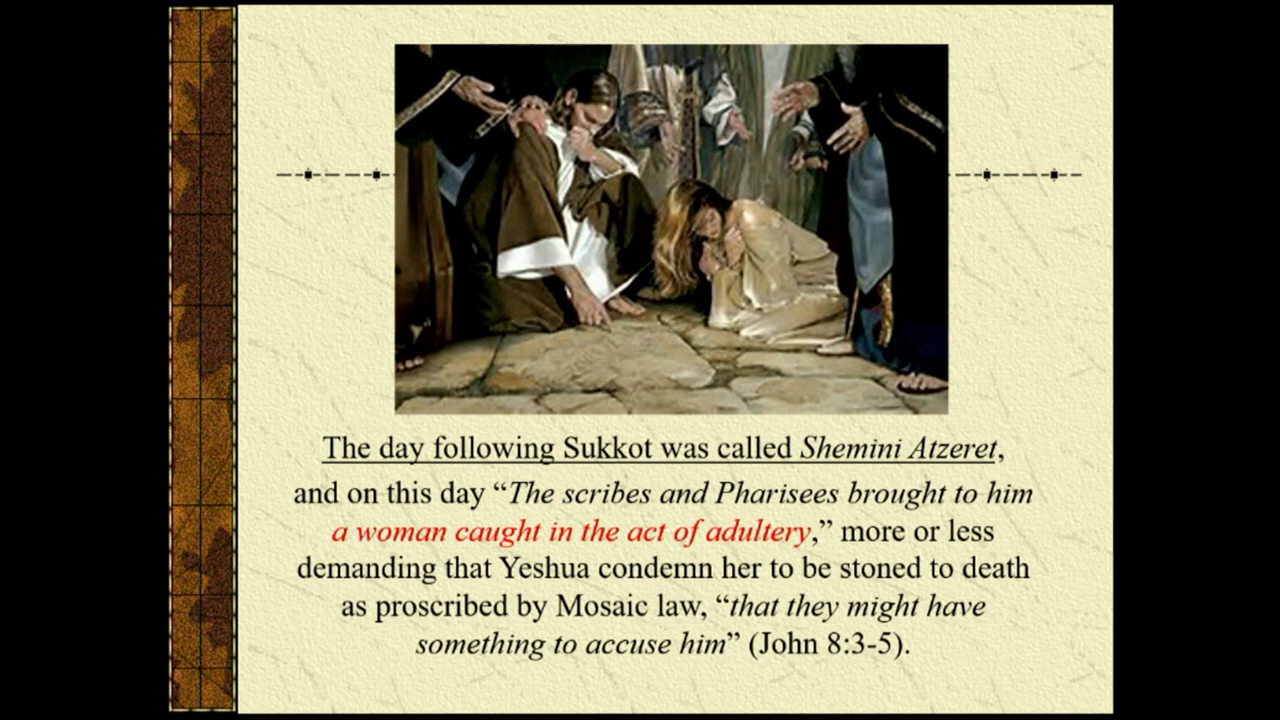 The day following Sukkot was called Shemini Atzeret,
and on this day “The scribes and Pharisees brought to him
a woman caught in the act of adultery,” more or less
demanding that Yeshua condemn her to be stoned to death
as proscribed by Mosaic law, “that they might have
something to accuse him” (John 8:3-5).